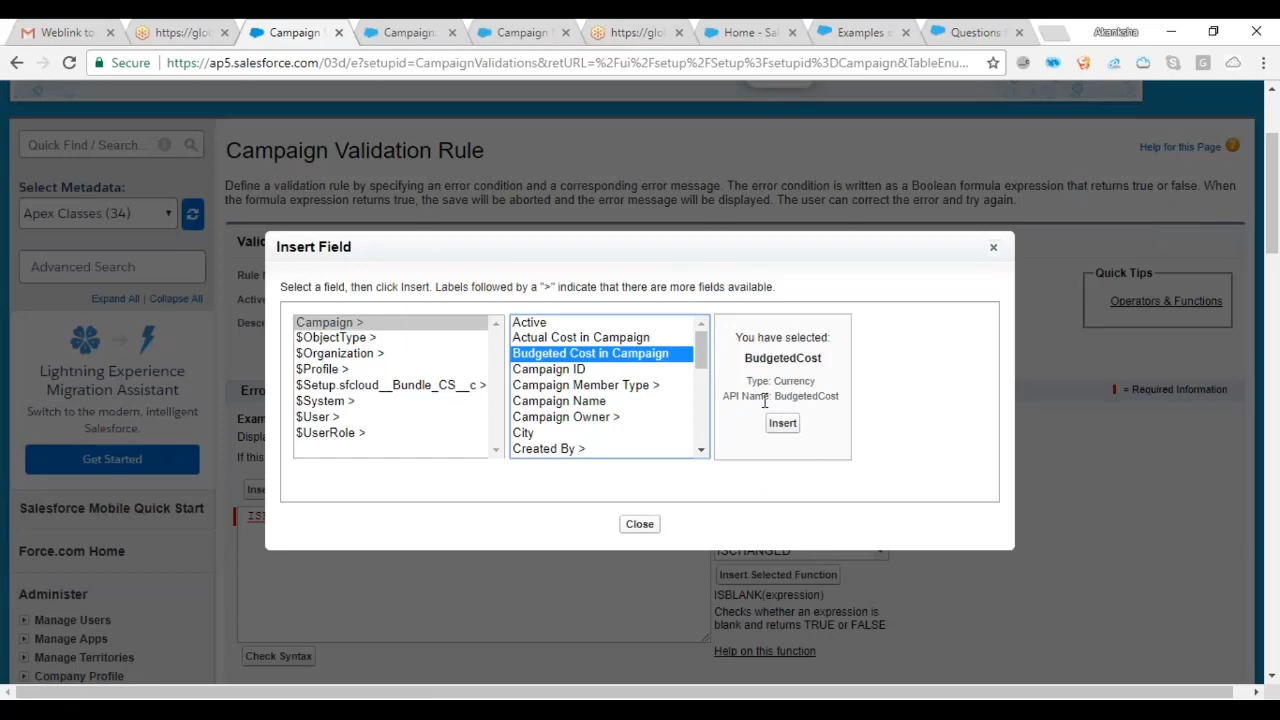 Weblink to
https://glo
Campaign
Campaign
Campaign
https://glo
Home - Sal
Examples o
Questions
Akanksha
Secure
https://ap5.salesforce.com/03d/e?setupid=CampaignValidations&retURL=%2Fui%2Fsetup%2FSetup%3Fsetupid%3DCampaign&TableEnu...
Quick Find / Search...
Select Metadata:
Apex Classes (34)
Advanced Search
Expand All | Collapse All
Lightning Experience
Migration Assistant
Switch to the modern, intelligent
Salesforce.
Get Started
Salesforce Mobile Quick Start
Force.com Home
Administer
Manage Users
Manage Apps
Manage Territories
Company Profile
Campaign Validation Rule
Help for this Page
Define a validation rule by specifying an error condition and a corresponding error message. The error condition is written as a Boolean formula expression that returns true or false. When
the formula expression returns true, the save will be aborted and the error message will be displayed. The user can correct the error and try again.
Quick Tips
Operators & Functions
= Required Information
Insert Field
Select a field, then click Insert. Labels followed by a ">" indicate that there are more fields available.
Campaign >
$ObjectType >
$Organization >
$Profile >
$Setup.sfcloud__Bundle_CS__c >
$System >
$User >
$UserRole >
Active
Actual Cost in Campaign
Budgeted Cost in Campaign
Campaign ID
Campaign Member Type >
Campaign Name
Campaign Owner >
City
Created By >
You have selected:
BudgetedCost
Type: Currency
API Name: BudgetedCost
Insert
Close
ISCHANGED
Insert Selected Function
ISBLANK(expression)
Checks whether an expression is
blank and returns TRUE or FALSE
Help on this function
Check Syntax